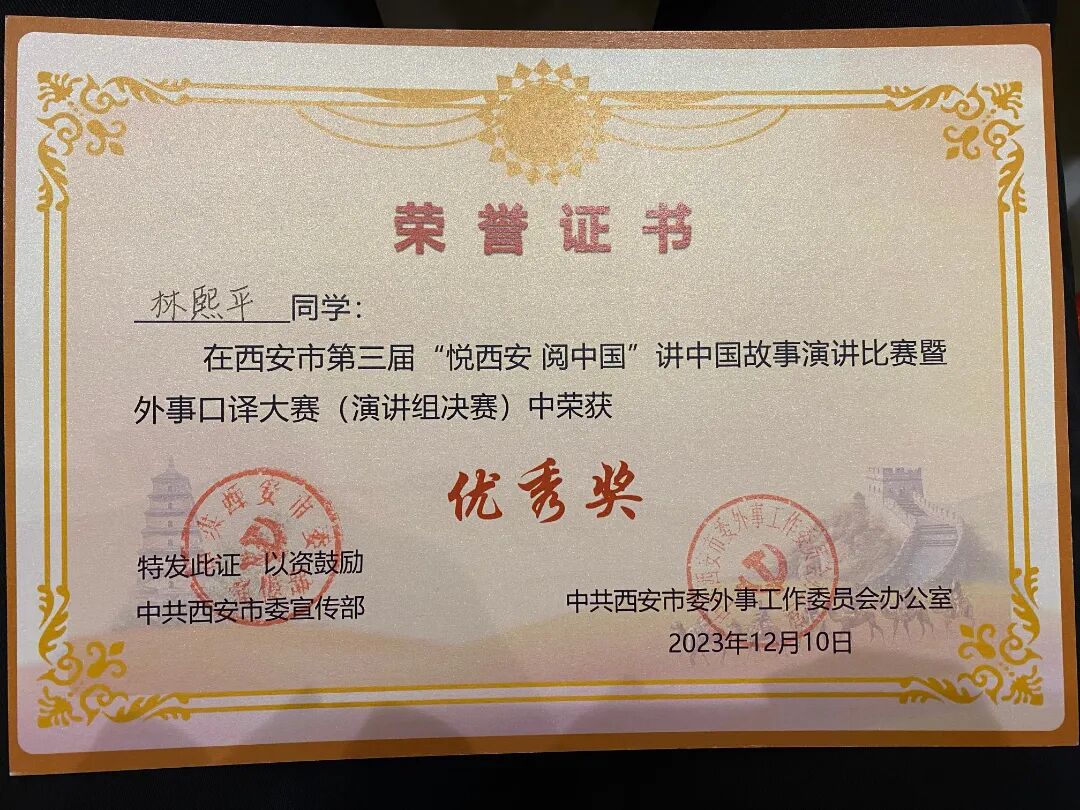 荣誉证书
林熙平同学：
在西安市第三届“悦西安 阅中国”讲中国故事演讲比赛暨
外事口译大赛（演讲组决赛）中荣获
优秀奖
特发此证 以资鼓励
中共西安市委宣传部
中共西安市委外事工作委员会办公室
2023年12月10日